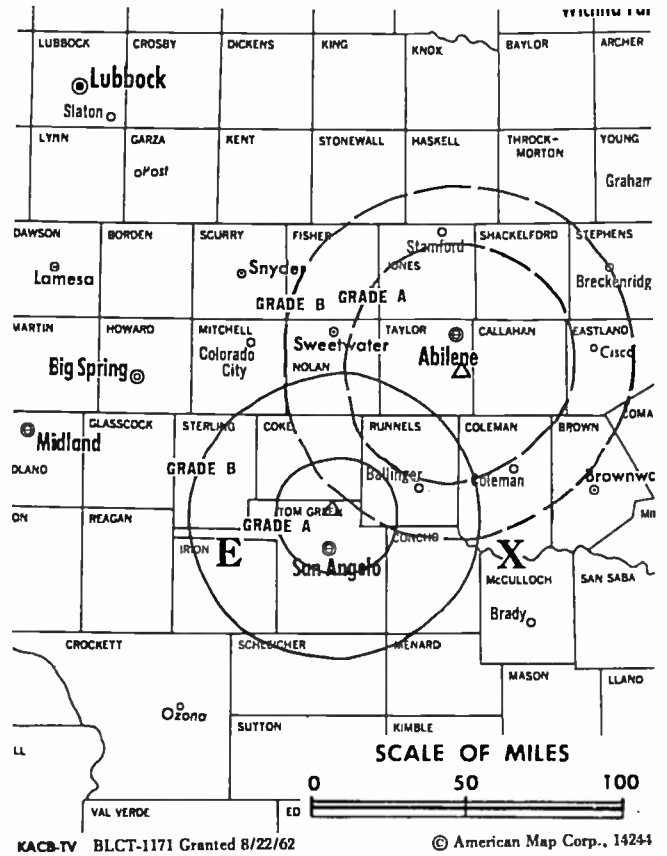 LUBBOCK CROSBY DICKENS KING KNOX BAYLOR ARCHER
Lubbock
Slaton
LYNN GARZA KENT STONEWALL HASKELL THROCK-
MORTON YOUNG
Post
Graham
DAWSON BORDEN SCURRY FISHER JONES SHACKELFORD STEPHENS
Stamford
Lamesa Snyder Breckenridg
GRADE B GRADE A
MARTIN HOWARD MITCHELL NOLAN TAYLOR CALLAHAN EASTLAND
Colorado
City
Sweetwater
Abilene
Cisco
Big Spring
GLASSCOCK STERLING COKE RUNNELS COLEMAN BROWN COMA
Midland
DLAND
GRADE B
Ballinger Coleman Brownwo
ON REAGAN TOM GREEN MI
GRADE A
IRION E CONCHO X
San Angelo
McCULLOCH SAN SABA
Brady
CROCKETT SCHLEICHER MENARD
MASON LLANO
Ozona
SUTTON KIMBLE
LL
SCALE OF MILES
0 50 100
VAL VERDE ED
KACB-TV BLCT-1171 Granted 8/22/62 © American Map Corp., 14244